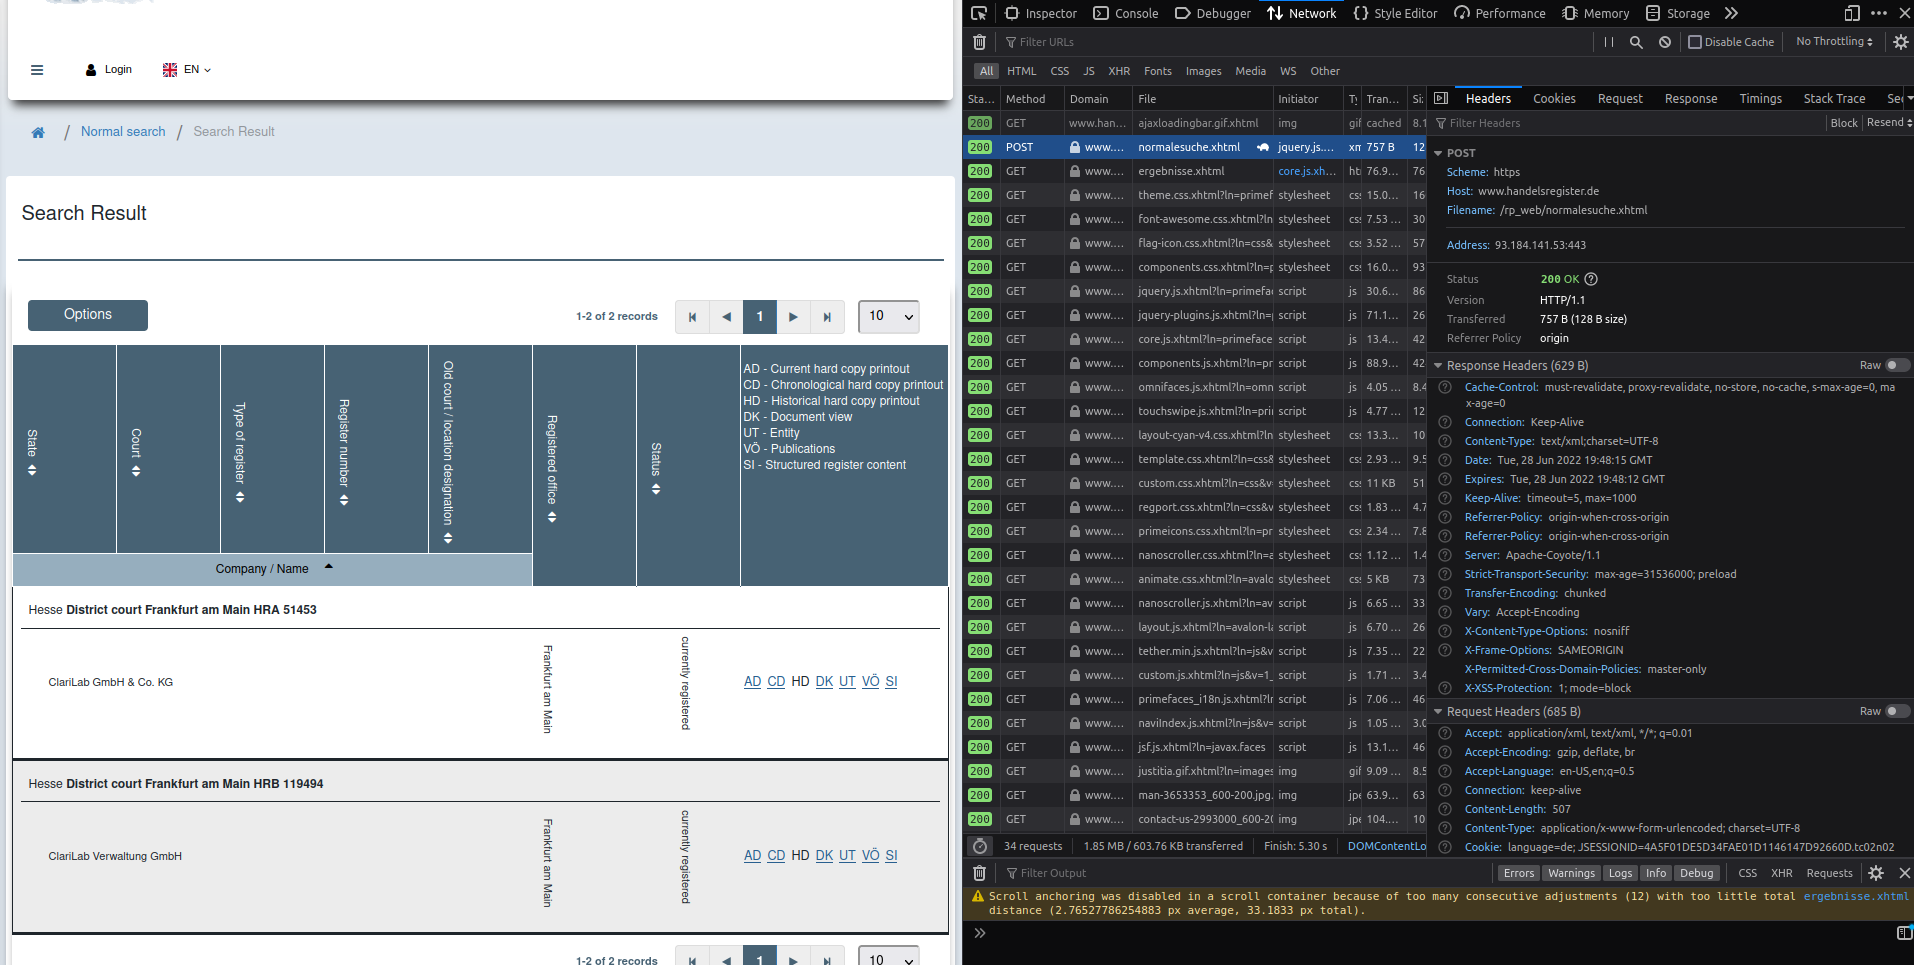 Login
EN
/ Normal search / Search Result
Search Result
Options
1-2 of 2 records
1
10
State
Court
Type of register
Register number
Old court / location designation
Registered office
Status
AD - Current hard copy printout
CD - Chronological hard copy printout
HD - Historical hard copy printout
DK - Document view
UT - Entity
VÖ - Publications
SI - Structured register content
Company / Name
Hesse District court Frankfurt am Main HRA 51453
ClariLab GmbH & Co. KG
Frankfurt am Main
currently registered
AD CD HD DK UT VÖ SI
Hesse District court Frankfurt am Main HRB 119494
ClariLab Verwaltung GmbH
Frankfurt am Main
currently registered
AD CD HD DK UT VÖ SI
1-2 of 2 records
1
10
Inspector Console Debugger Network Style Editor Performance Memory Storage
Filter URLs
Disable Cache No Throttling
All HTML CSS JS XHR Fonts Images Media WS Other
Sta... Method Domain File Initiator Ty Tran... Si
200 GET www.han... ajaxloadingbar.gif.xhtml img gif cached 8.1
200 POST www.... normalesuche.xhtml jquery.js.... xm 757 B 12
200 GET www.... ergebnisse.xhtml core.js.xh... ht 76.9... 76
200 GET www.... theme.css.xhtml?ln=primef stylesheet cs 15.0... 16
200 GET www.... font-awesome.css.xhtml?ln stylesheet cs 7.53 ... 30
200 GET www.... flag-icon.css.xhtml?ln=css& stylesheet cs 3.52 ... 57
200 GET www.... components.css.xhtml?ln=p stylesheet cs 16.0... 93
200 GET www.... jquery.js.xhtml?ln=primefac script js 30.6... 86
200 GET www.... jquery-plugins.js.xhtml?ln=p script js 71.1... 26
200 GET www.... core.js.xhtml?ln=primeface script js 13.4... 42
200 GET www.... components.js.xhtml?ln=pr script js 88.9... 42
200 GET www.... omnifaces.js.xhtml?ln=omn script js 4.05 ... 8.4
200 GET www.... touchswipe.js.xhtml?ln=pri script js 4.77 ... 12
200 GET www.... layout-cyan-v4.css.xhtml?ln stylesheet cs 13.3... 10
200 GET www.... template.css.xhtml?ln=css& stylesheet cs 2.93 ... 9.5
200 GET www.... custom.css.xhtml?ln=css&v= stylesheet cs 11 KB 51
200 GET www.... regport.css.xhtml?ln=css&v stylesheet cs 1.83 ... 4.7
200 GET www.... primeicons.css.xhtml?ln=pr stylesheet cs 2.34 ... 7.8
200 GET www.... nanoscroller.css.xhtml?ln=a stylesheet cs 1.12 ... 1.4
200 GET www.... animate.css.xhtml?ln=avalo stylesheet cs 5 KB 73
200 GET www.... nanoscroller.js.xhtml?ln=av script js 6.65 ... 33
200 GET www.... layout.js.xhtml?ln=avalon-la script js 6.70 ... 26
200 GET www.... tether.min.js.xhtml?ln=js&v script js 7.35 ... 22
200 GET www.... custom.js.xhtml?ln=js&v=1_ script js 1.71 ... 3.4
200 GET www.... primefaces_i18n.js.xhtml?ln script js 7.06 ... 46
200 GET www.... naviIndex.js.xhtml?ln=js&v= script js 1.05 ... 3.0
200 GET www.... jsf.js.xhtml?ln=javax.faces script js 13.1... 46
200 GET www.... justitia.gif.xhtml?ln=images img gif 9.09 ... 8.5
200 GET www.... man-3653353_600-200.jpg. img jpe 63.9... 63
200 GET www.... contact-us-2993000_600-20 img jpe 104.... 10
34 requests 1.85 MB / 603.76 KB transferred Finish: 5.30 s DOMContentLo
Headers Cookies Request Response Timings Stack Trace Se
Filter Headers Block Resend
POST
Scheme: https
Host: www.handelsregister.de
Filename: /rp_web/normalesuche.xhtml
Address: 93.184.141.53:443
Status 200 OK
Version HTTP/1.1
Transferred 757 B (128 B size)
Referrer Policy origin
Response Headers (629 B) Raw
Cache-Control: must-revalidate, proxy-revalidate, no-store, no-cache, s-max-age=0, ma
x-age=0
Connection: Keep-Alive
Content-Type: text/xml;charset=UTF-8
Date: Tue, 28 Jun 2022 19:48:15 GMT
Expires: Tue, 28 Jun 2022 19:48:12 GMT
Keep-Alive: timeout=5, max=1000
Referrer-Policy: origin-when-cross-origin
Referrer-Policy: origin-when-cross-origin
Server: Apache-Coyote/1.1
Strict-Transport-Security: max-age=31536000; preload
Transfer-Encoding: chunked
Vary: Accept-Encoding
X-Content-Type-Options: nosniff
X-Frame-Options: SAMEORIGIN
X-Permitted-Cross-Domain-Policies: master-only
X-XSS-Protection: 1; mode=block
Request Headers (685 B) Raw
Accept: application/xml, text/xml, */*; q=0.01
Accept-Encoding: gzip, deflate, br
Accept-Language: en-US,en;q=0.5
Connection: keep-alive
Content-Length: 507
Content-Type: application/x-www-form-urlencoded; charset=UTF-8
Cookie: language=de; JSESSIONID=4A5F01DE5D34FAE01D1146147D92660D.tc02n02
Filter Output
Errors Warnings Logs Info Debug CSS XHR Requests
Scroll anchoring was disabled in a scroll container because of too many consecutive adjustments (12) with too little total ergebnisse.xhtml
distance (2.76527786254883 px average, 33.1833 px total).